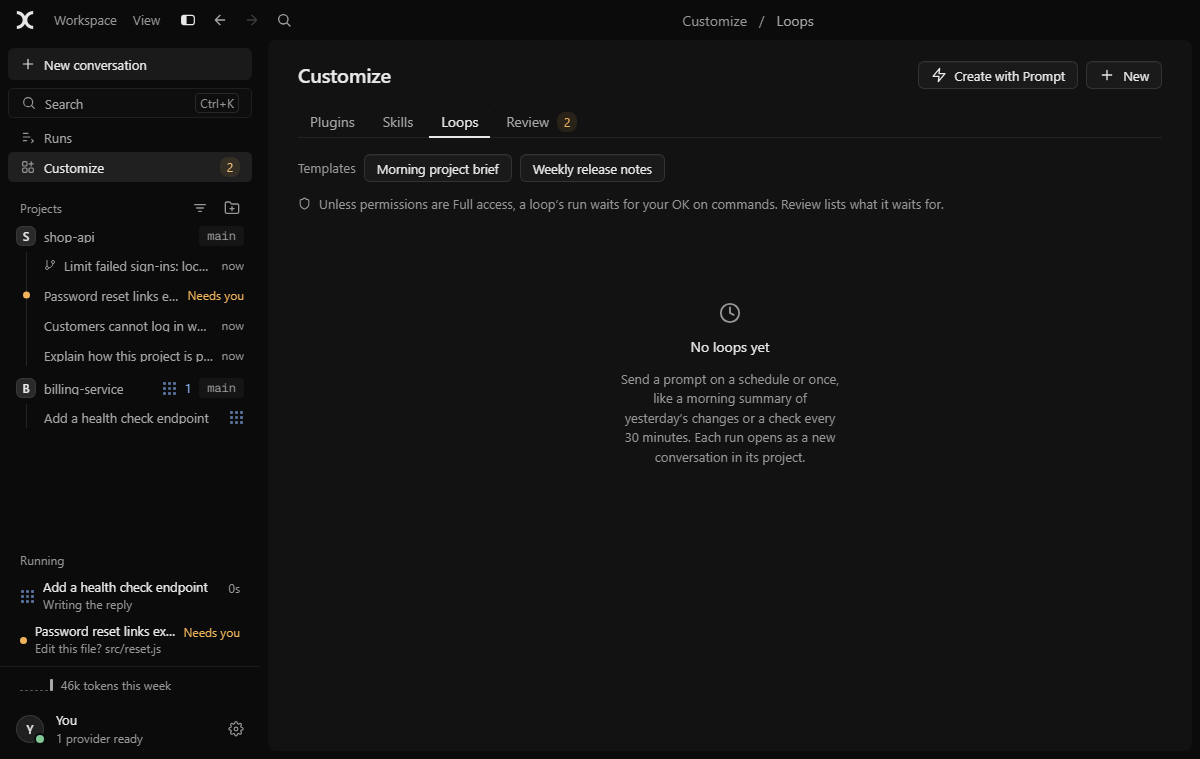 Workspace View
Customize / Loops
New conversation
Search Ctrl+K
Runs
Customize 2
Projects
S shop-api main
Limit failed sign-ins: loc... now
Password reset links e... Needs you
Customers cannot log in w... now
Explain how this project is p... now
B billing-service 1 main
Add a health check endpoint
Running
Add a health check endpoint 0s
Writing the reply
Password reset links ex... Needs you
Edit this file? src/reset.js
46k tokens this week
Y You
1 provider ready
Customize
Create with Prompt
New
Plugins Skills Loops Review 2
Templates Morning project brief Weekly release notes
Unless permissions are Full access, a loop's run waits for your OK on commands. Review lists what it waits for.
No loops yet
Send a prompt on a schedule or once,
like a morning summary of
yesterday's changes or a check every
30 minutes. Each run opens as a new
conversation in its project.